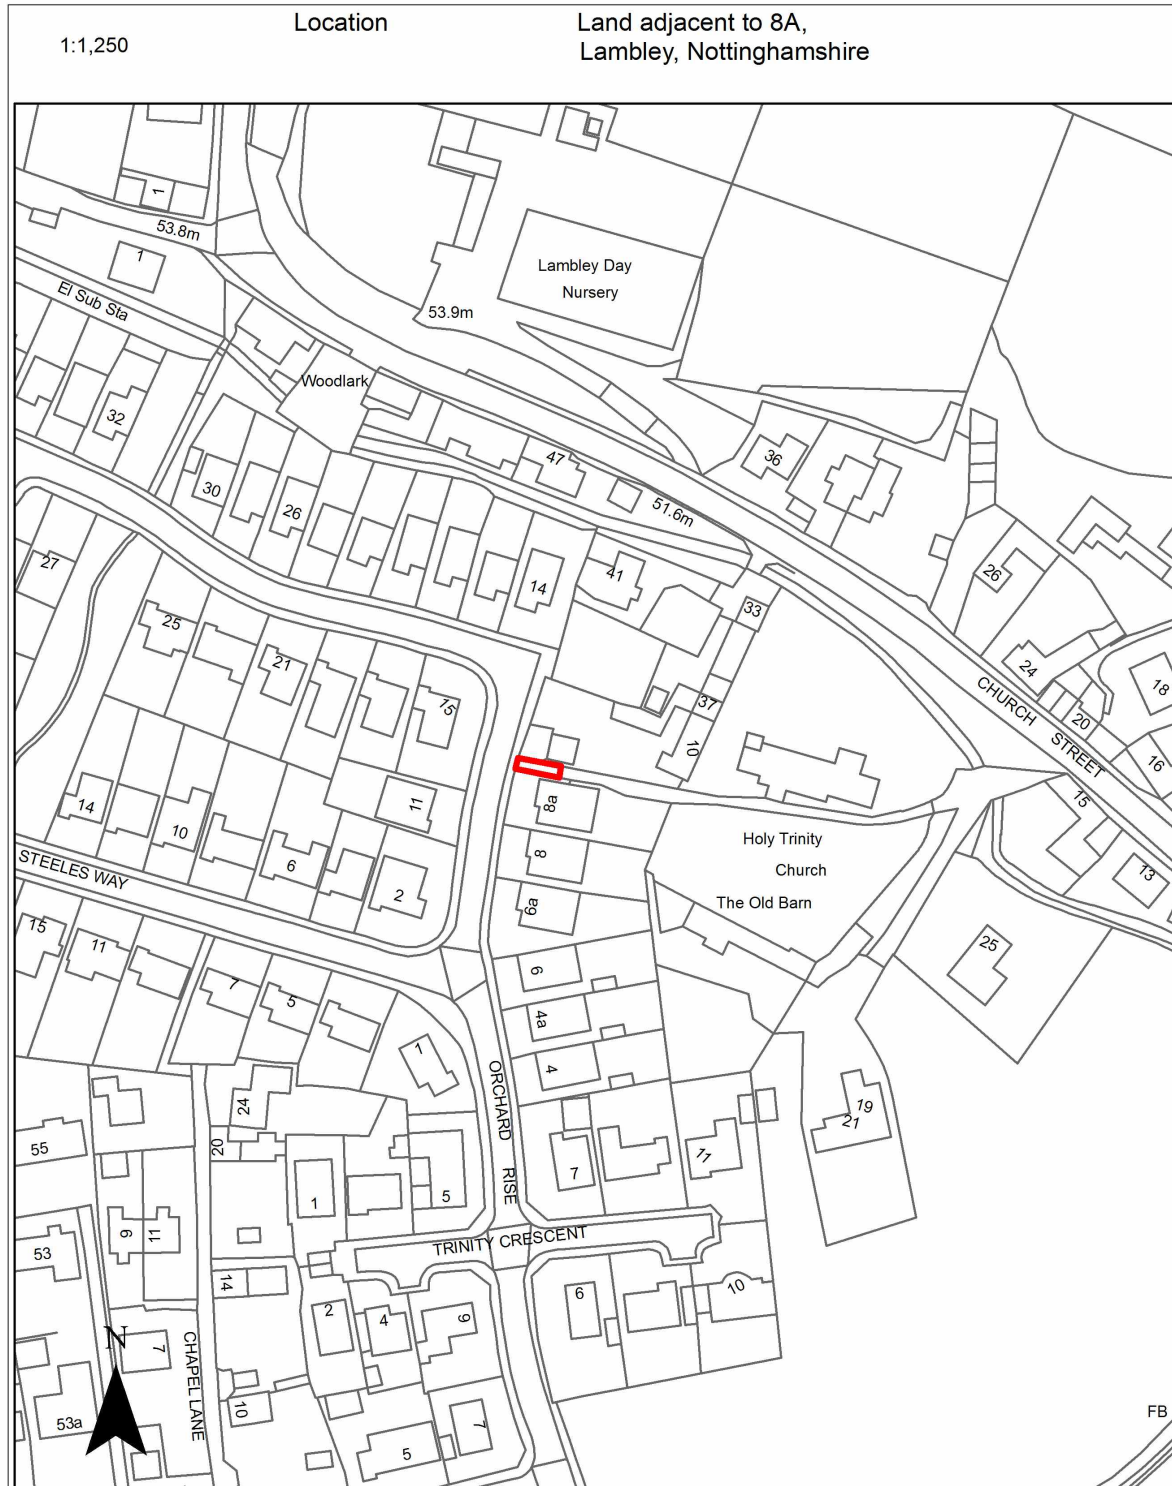 Location
Land adjacent to 8A,
1:1,250
Lambley, Nottinghamshire
1
53.8m
1
El Sub Sta
Lambley Day
Nursery
53.9m
Woodlark
32
47
36
30
26
51.6m
27
14
41
26
33
25
21
15
24
18
CHURCH STREET
37
20
10
16
14
10
11
8a
15
6
8
Holy Trinity
Church
13
STEELES WAY
2
6a
The Old Barn
15
11
25
7
5
6
4a
1
4
ORCHARD RISE
24
19
21
55
20
11
7
1
5
9
11
53
TRINITY CRESCENT
14
6
10
2
4
9
N
7
CHAPEL LANE
10
53a
7
5
FB